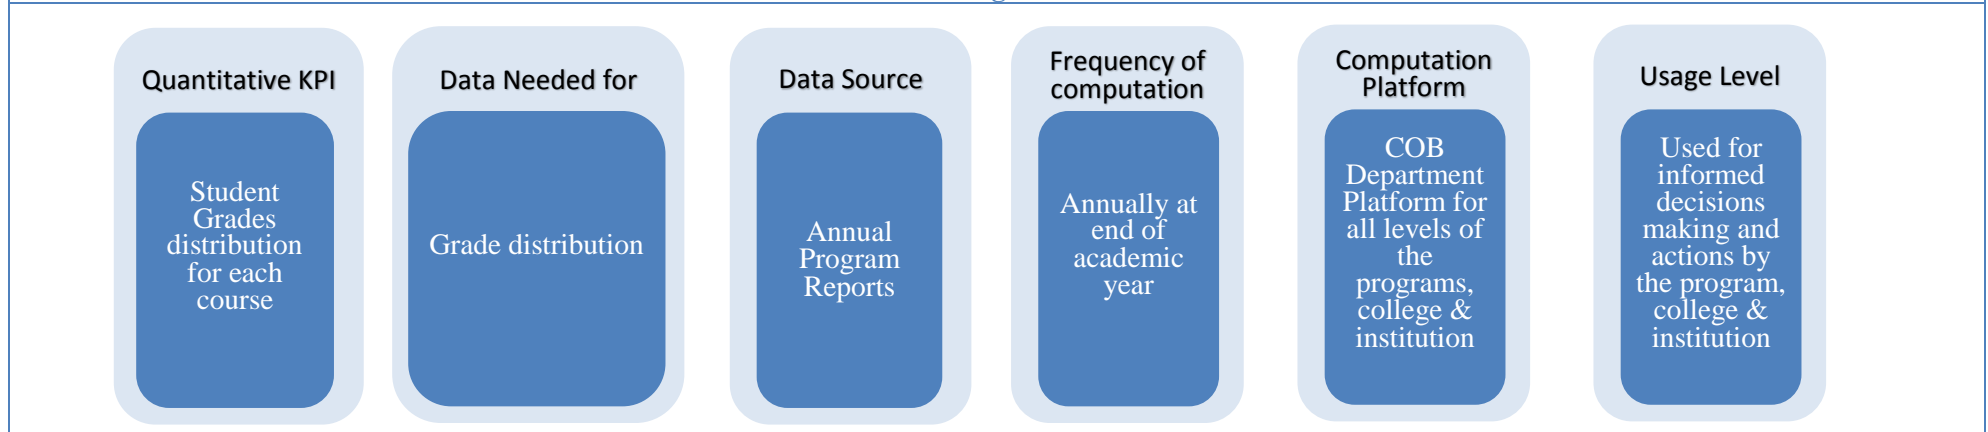 Quantitative KPI
Student
Grades
distribution
for each
course
Data Needed for
Grade distribution
Data Source
Annual
Program
Reports
Frequency of
computation
Annually at
end of
academic
year
Computation
Platform
COB
Department
Platform for
all levels of
the
programs,
college &
institution
Usage Level
Used for
informed
decisions
making and
actions by
the program,
college &
institution